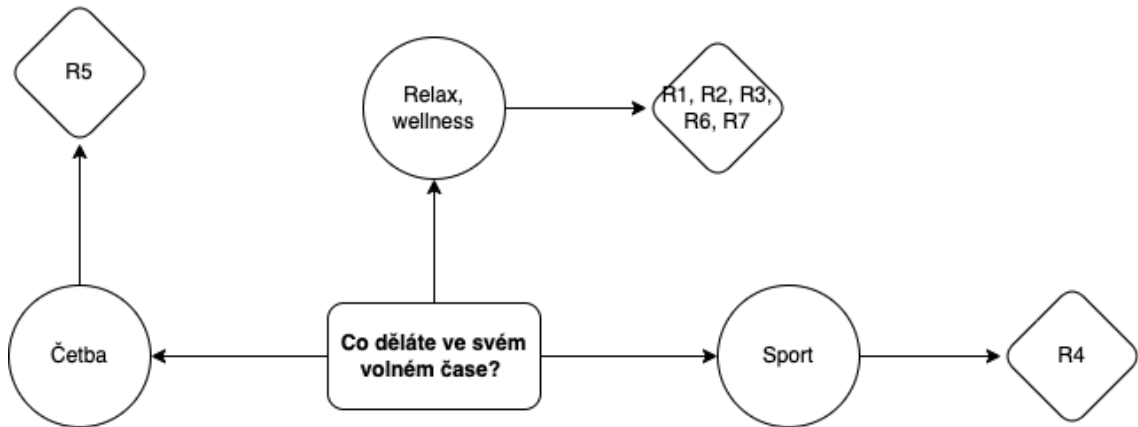 R5
Relax,
wellness
R1, R2, R3,
R6, R7
Četba
Co děláte ve svém
volném čase?
Sport
R4